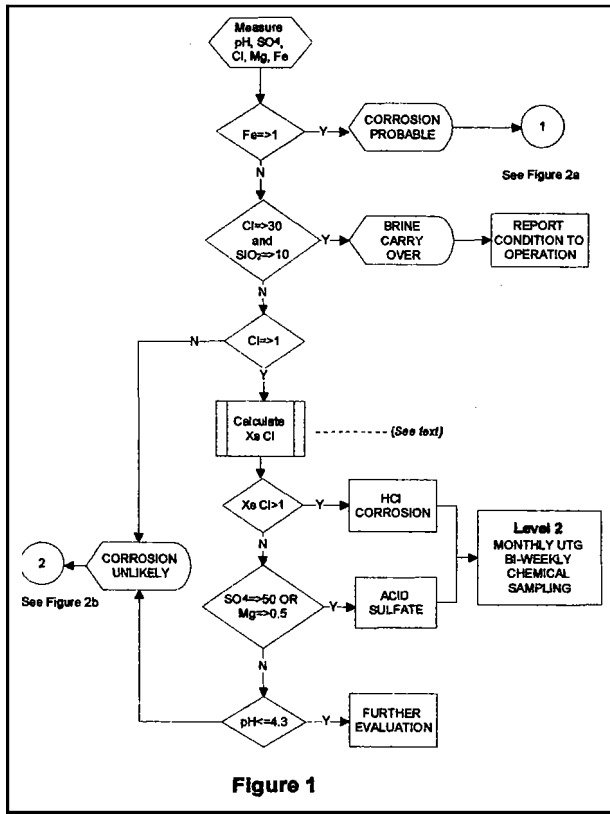 Measure
pH, SO⁴,
Cl, Mg, Fe
Fe=>1
Y
CORROSION
PROBABLE
1
See Figure 2a
N
Cl=>30
and
SIO₂=>10
Y
BRINE
CARRY
OVER
REPORT
CONDITION TO
OPERATION
N
Cl=>1
N
Y
Calculate
Xs Cl
(See text)
Xs Cl>1
Y
HCl
CORROSION
Level 2
MONTHLY UTG
BI-WEEKLY
CHEMICAL
SAMPLING
N
2
CORROSION
UNLIKELY
See Figure 2b
SO⁴=>50 OR
Mg=>0.5
Y
ACID
SULFATE
N
pH<=4.3
Y
FURTHER
EVALUATION
Figure 1